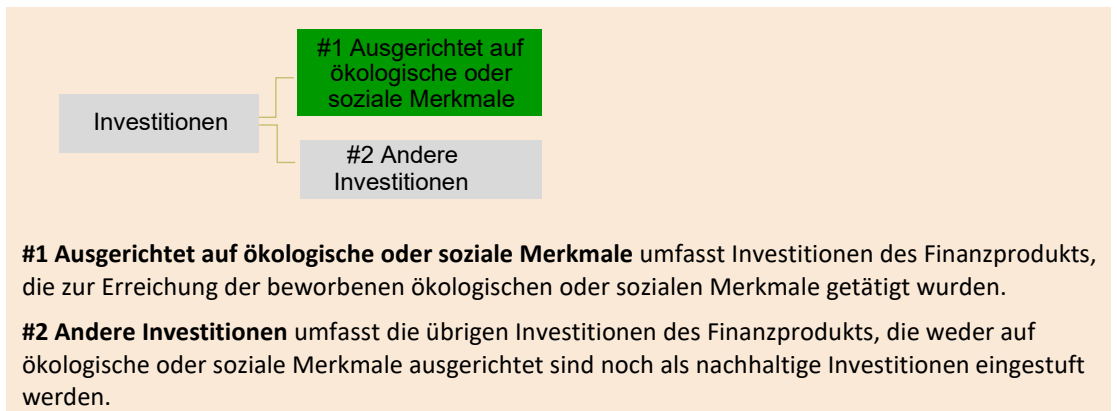 #1 Ausgerichtet auf
ökologische oder
soziale Merkmale
Investitionen
#2 Andere
Investitionen
#1 Ausgerichtet auf ökologische oder soziale Merkmale umfasst Investitionen des Finanzprodukts,
die zur Erreichung der beworbenen ökologischen oder sozialen Merkmale getätigt wurden.
#2 Andere Investitionen umfasst die übrigen Investitionen des Finanzprodukts, die weder auf
ökologische oder soziale Merkmale ausgerichtet sind noch als nachhaltige Investitionen eingestuft
werden.